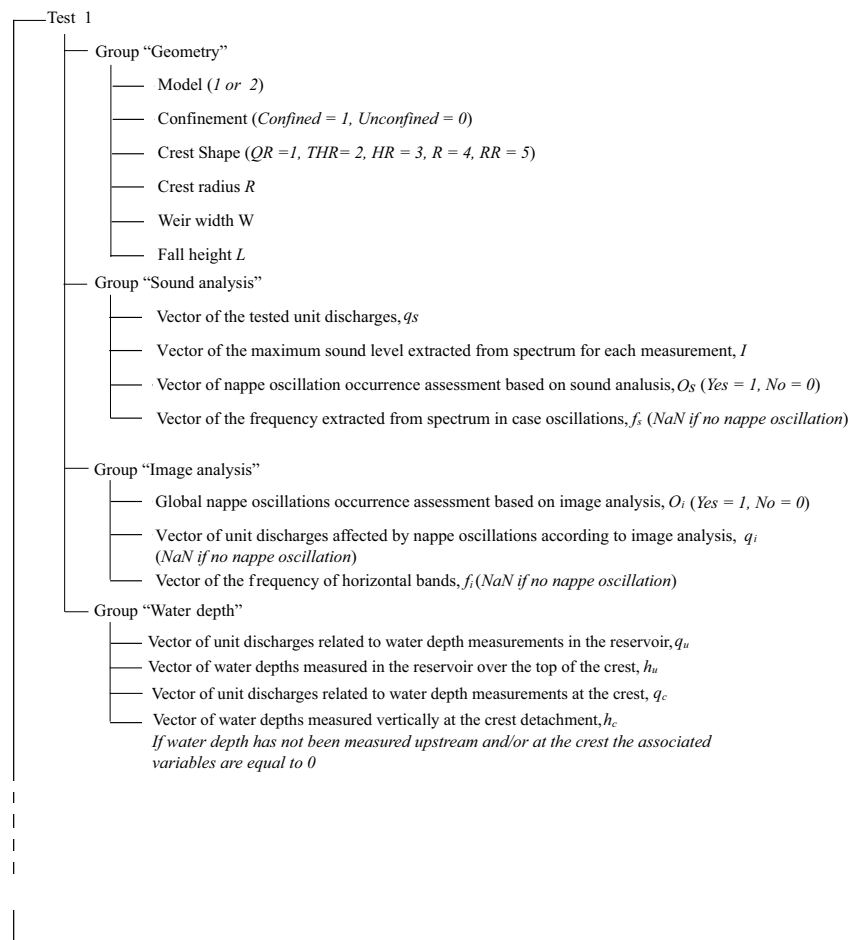 Test 1
Group “Geometry”
Model (1 or 2)
Confinement (Confined = 1, Unconfined = 0)
Crest Shape (QR =1, THR= 2, HR = 3, R = 4, RR = 5)
Crest radius R
Weir width W
Fall height L
Group “Sound analysis”
Vector of the tested unit discharges, qs
Vector of the maximum sound level extracted from spectrum for each measurement, I
Vector of nappe oscillation occurrence assessment based on sound analusis, Os (Yes = 1, No = 0)
Vector of the frequency extracted from spectrum in case oscillations, fs (NaN if no nappe oscillation)
Group “Image analysis”
Global nappe oscillations occurrence assessment based on image analysis, Oi (Yes = 1, No = 0)
Vector of unit discharges affected by nappe oscillations according to image analysis, qi
(NaN if no nappe oscillation)
Vector of the frequency of horizontal bands, fi (NaN if no nappe oscillation)
Group “Water depth”
Vector of unit discharges related to water depth measurements in the reservoir, qu
Vector of water depths measured in the reservoir over the top of the crest, hu
Vector of unit discharges related to water depth measurements at the crest, qc
Vector of water depths measured vertically at the crest detachment, hc
If water depth has not been measured upstream and/or at the crest the associated
variables are equal to 0